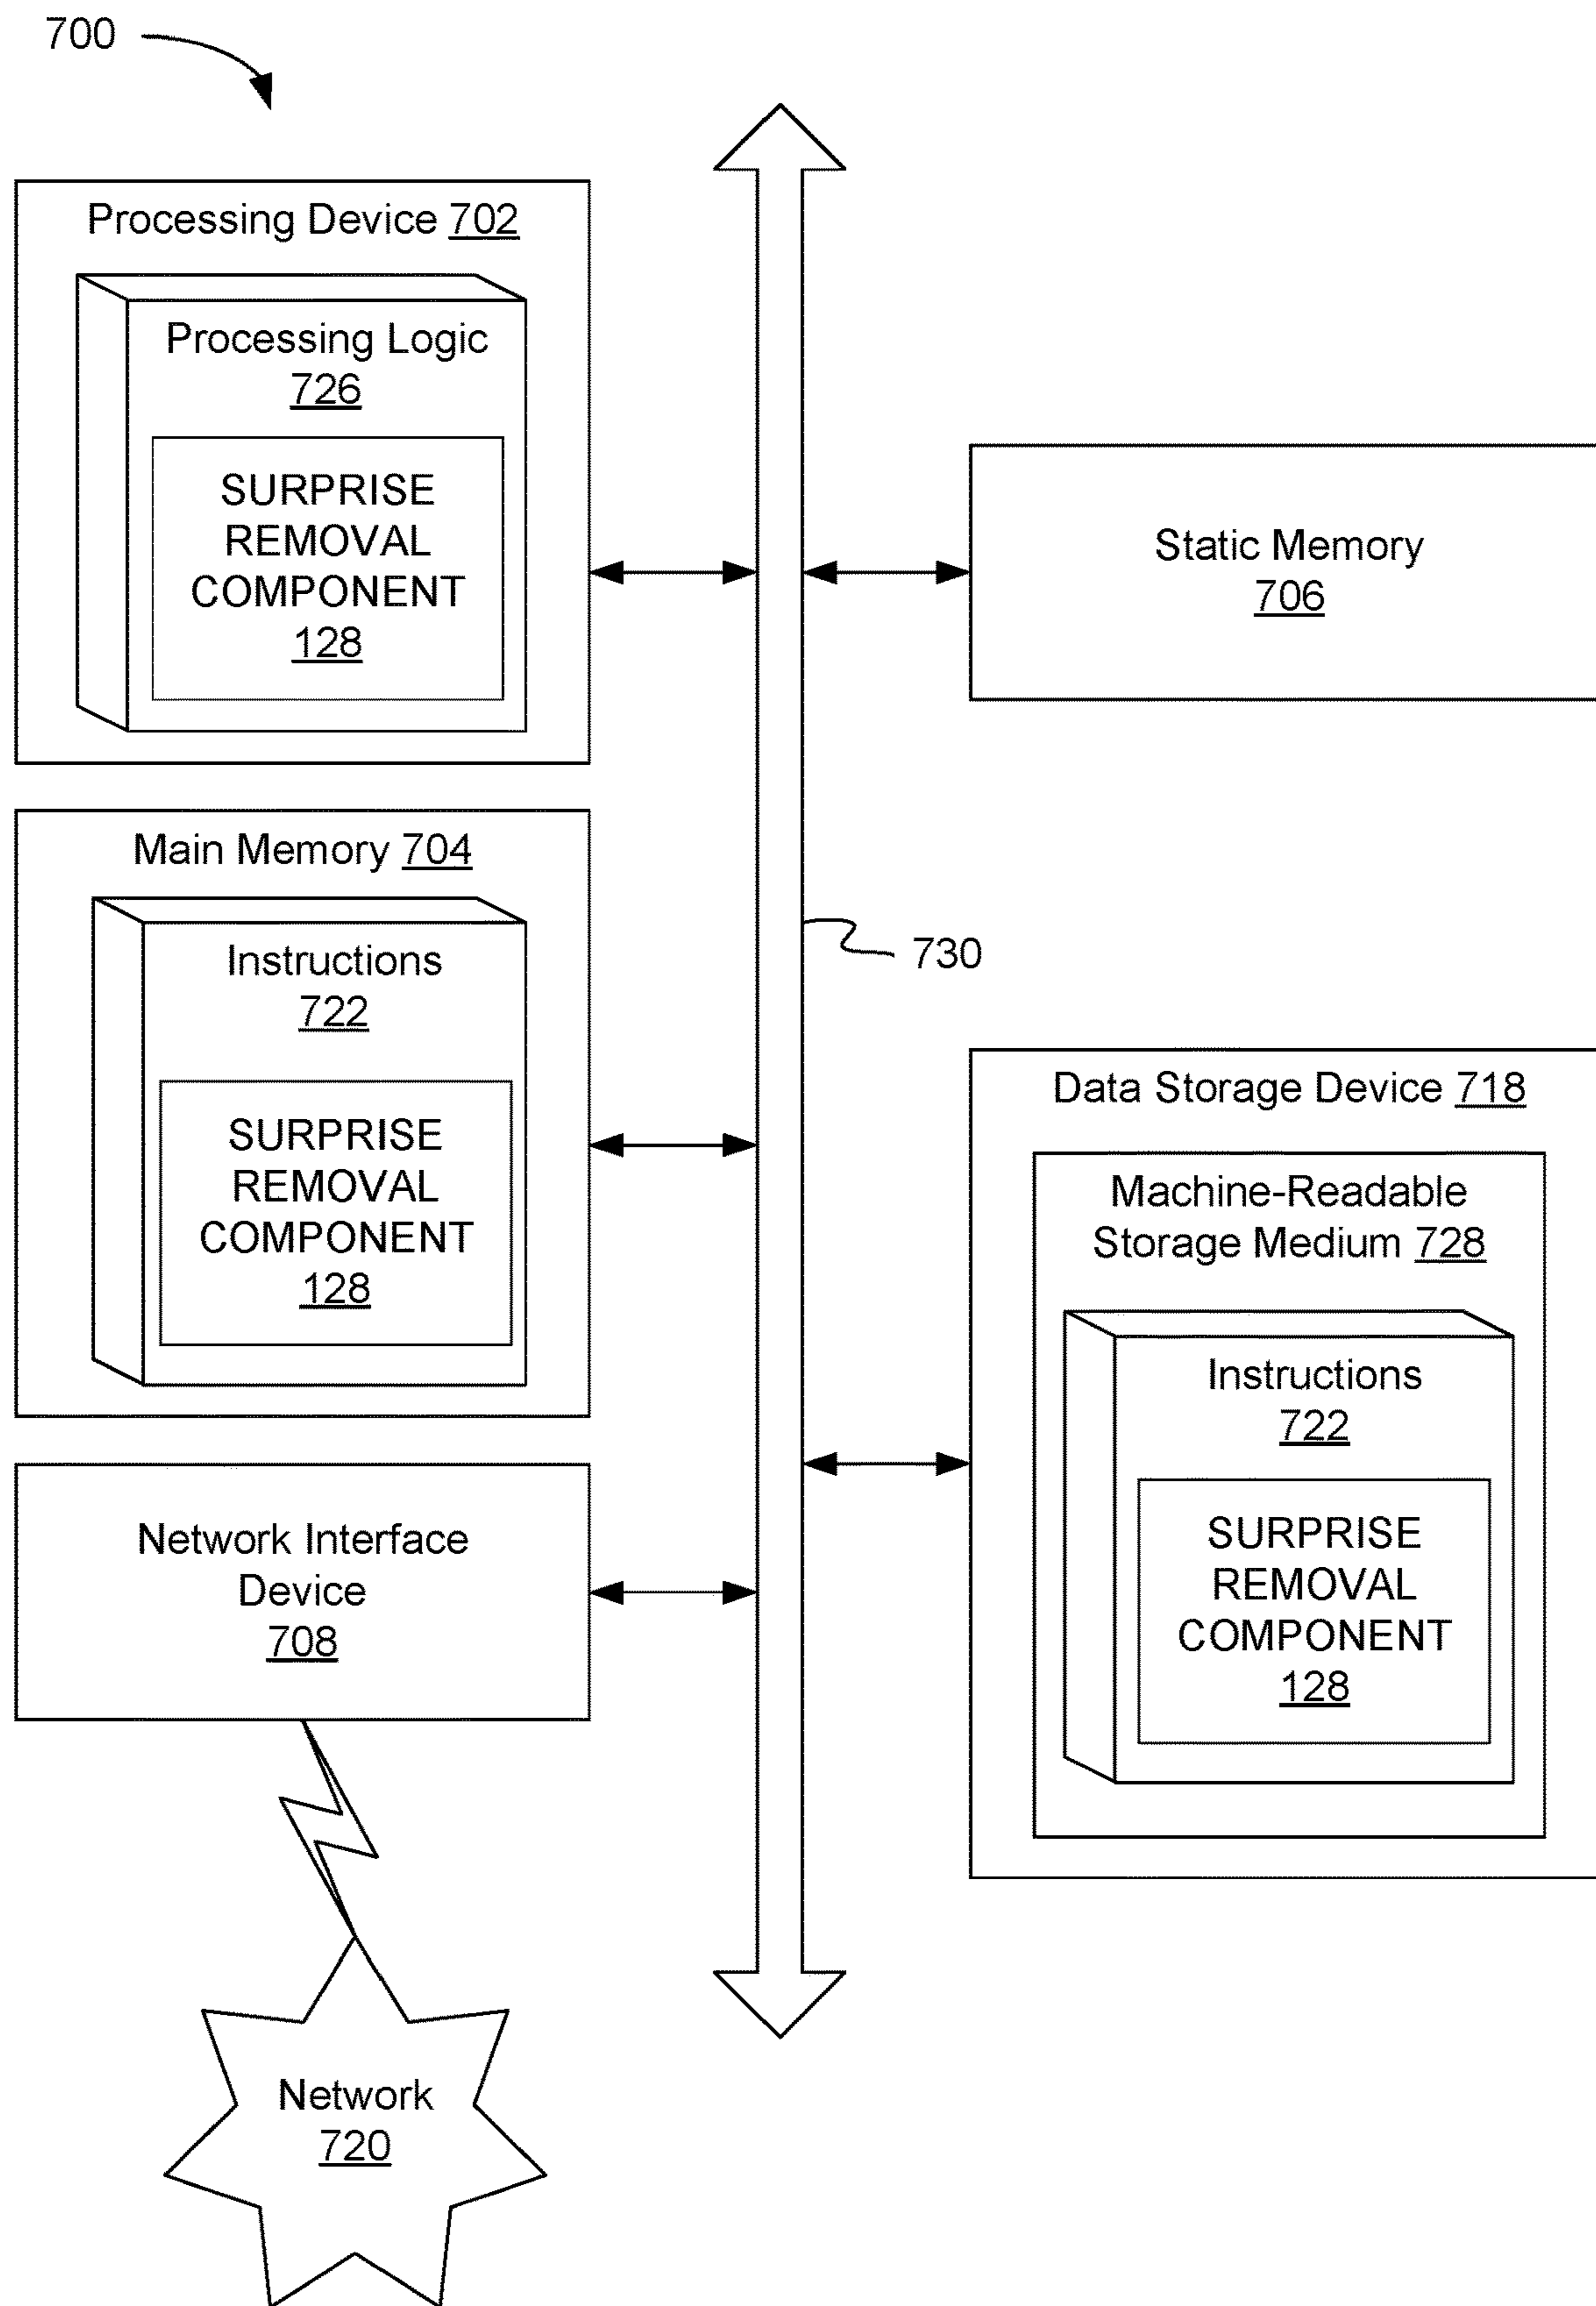 700
Processing Device 702
Processing Logic
726
SURPRISE
REMOVAL
COMPONENT
128
Static Memory
706
Main Memory 704
Instructions
722
SURPRISE
REMOVAL
COMPONENT
128
730
Data Storage Device 718
Machine-Readable
Storage Medium 728
Instructions
722
SURPRISE
REMOVAL
COMPONENT
128
Network Interface
Device
708
Network
720